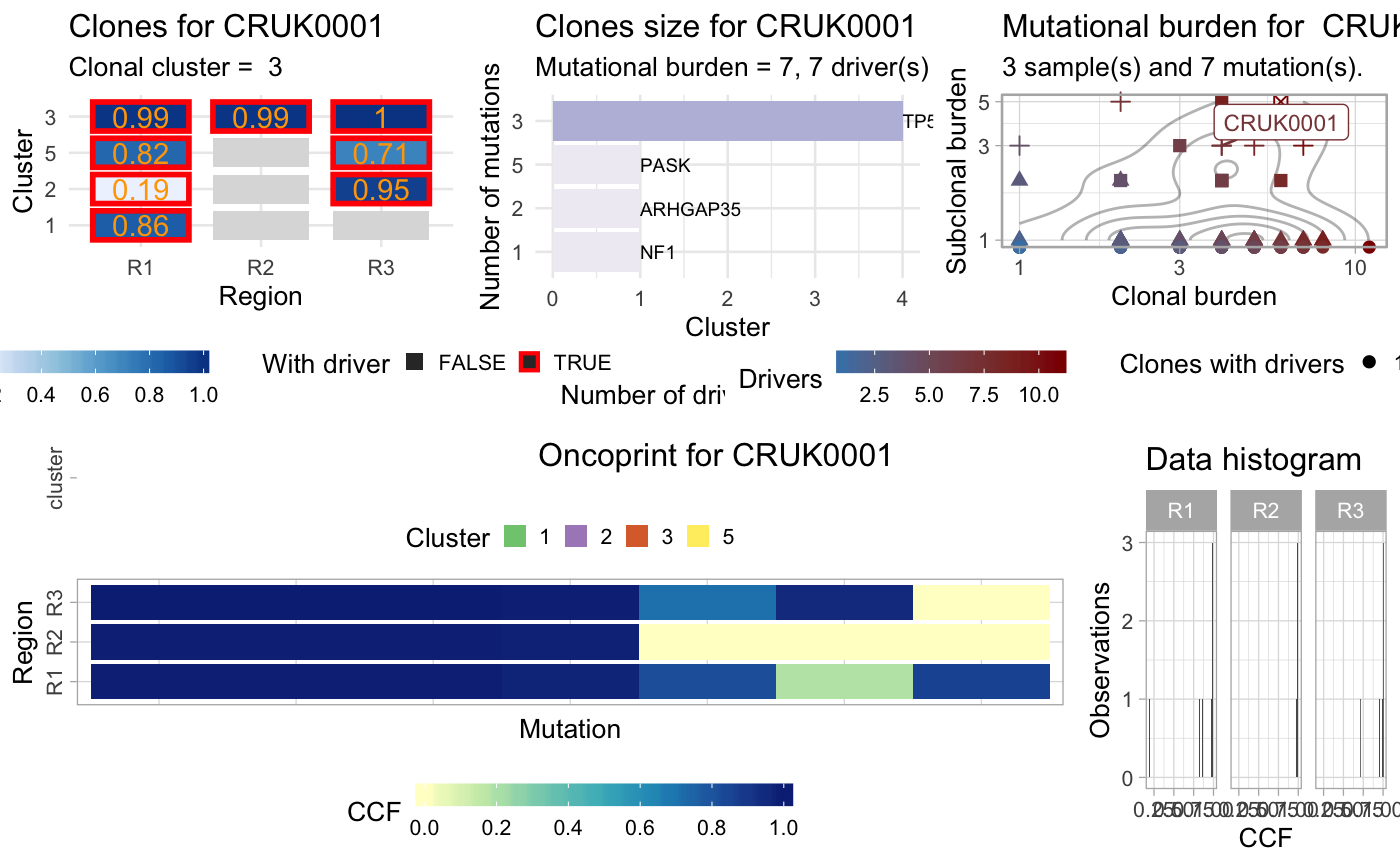 Clones for CRUK0001
Clonal cluster = 3
Cluster
3
5
2
1
0.99
0.99
1
0.82
0.71
0.19
0.95
0.86
R1
R2
R3
Region
Clones size for CRUK0001
Mutational burden = 7, 7 driver(s)
Number of mutations
3
5
2
1
PASK
ARHGAP35
NF1
0
1
2
3
4
Cluster
Mutational burden for CRUK
3 sample(s) and 7 mutation(s).
Subclonal burden
5
3
1
CRUK0001
1
3
10
Clonal burden
0.4
0.6
0.8
1.0
With driver
FALSE
TRUE
Number of dri
Drivers
2.5
5.0
7.5
10.0
Clones with drivers
1
Oncoprint for CRUK0001
cluster
Cluster
1
2
3
5
Region
R3
R2
R1
Mutation
CCF
0.0
0.2
0.4
0.6
0.8
1.0
Data histogram
R1
R2
R3
Observations
3
2
1
0
CCF